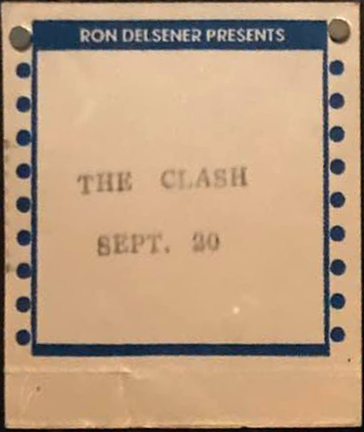 RON DELSENER PRESENTS
THE CLASH
SEPT. 20